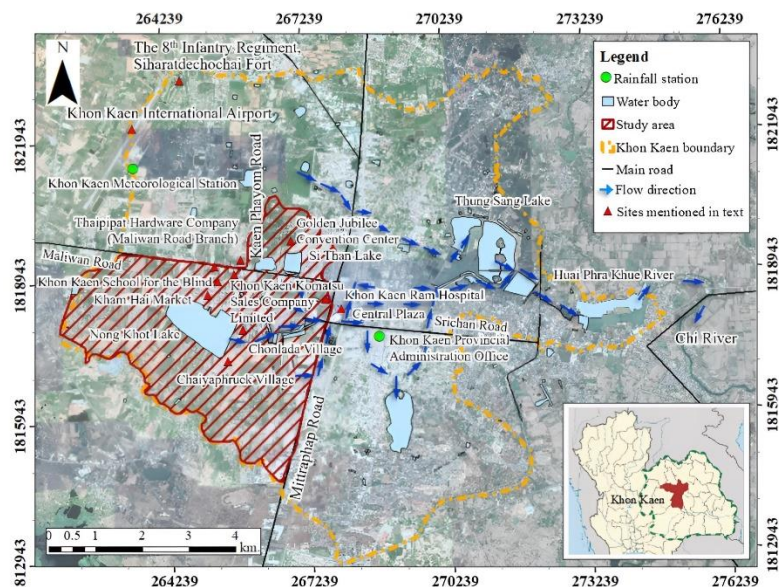 264239 267239 270239 273239 276239
N
The 8th Infantry Regiment,
Siharatdechochai Fort
Khon Kaen International Airport
Khon Kaen Meteorological Station
Kaen Phayom Road
Thaipipat Hardware Company
(Maliwan Road Branch)
Maliwan Road
Golden Jubilee
Convention Center
Si Than Lake
Thung Sang Lake
Khon Kaen School for the Blind
Kham Hai Market
Khon Kaen Komatsu
Sales Company
Limited
Khon Kaen Ram Hospital
Central Plaza
Huai Phra Khue River
Nong Khot Lake
Chonlada Village
Srichan Road
Khon Kaen Provincial
Administration Office
Chi River
Chaiyaphruck Village
Mittraphap Road
Legend
Rainfall station
Water body
Study area
Khon Kaen boundary
Main road
Flow direction
Sites mentioned in text
1821943
1818943
1815943
1812943
1821943
1818943
1815943
1812943
Khon Kaen
0 0.5 1 2 3 4
km.
264239 267239 270239 273239 276239